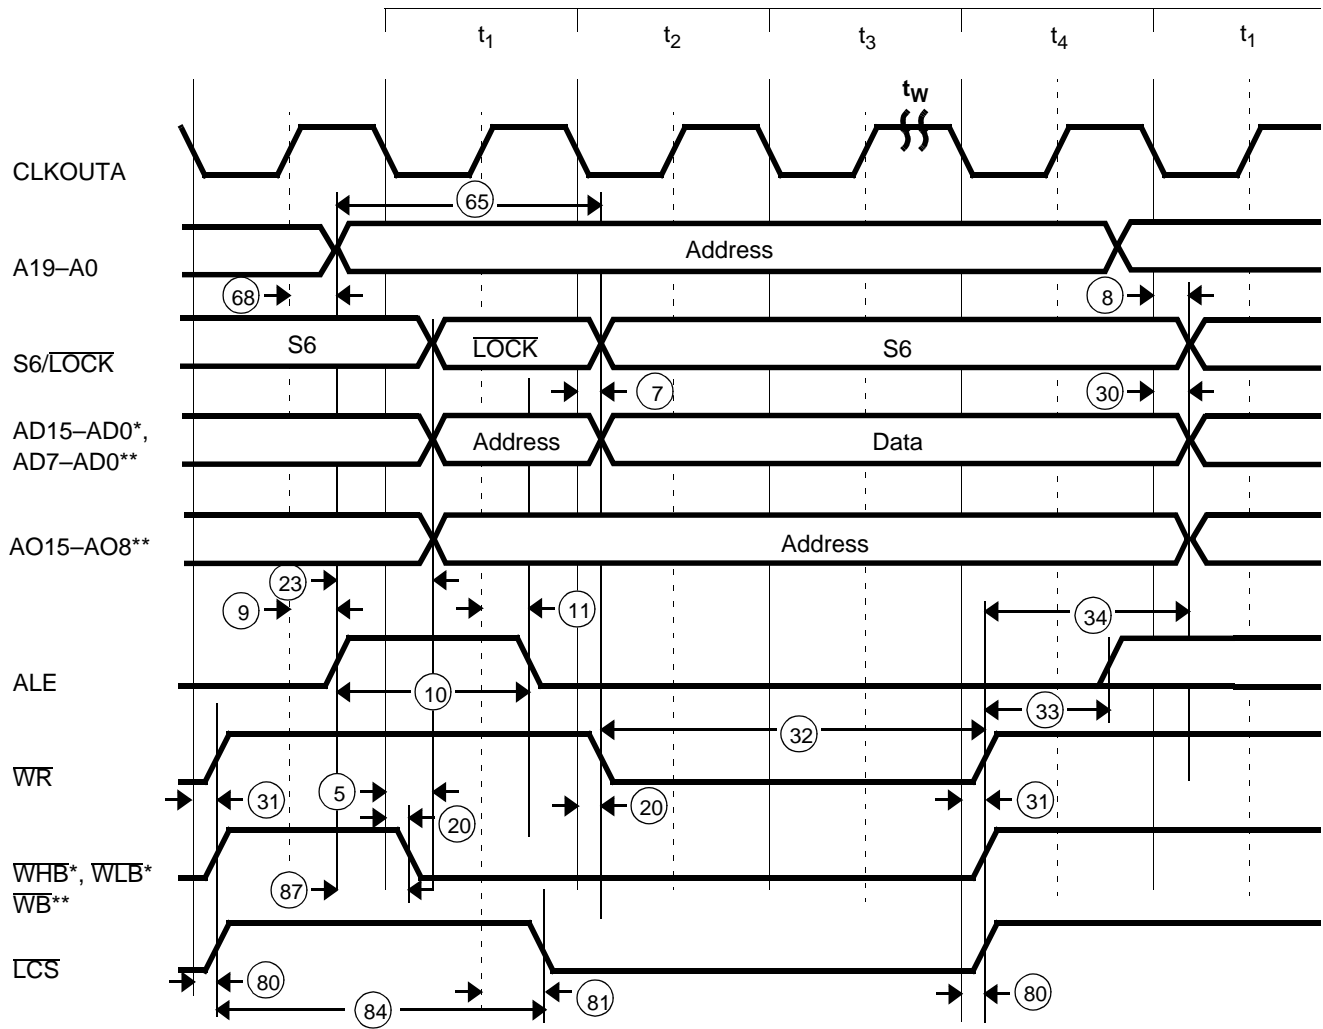 t1 t2 t3 t4 t1
tW
CLKOUTA
65
A19–A0 Address
68 8
S6/LOCK S6 LOCK S6
7 30
AD15–AD0*,
AD7–AD0** Address Data
AO15–AO8** Address
23
9 11 34
ALE
10 33
32
WR
31 5 20 20 31
WHB*, WLB*
WB** 87
LCS
80 84 81 80